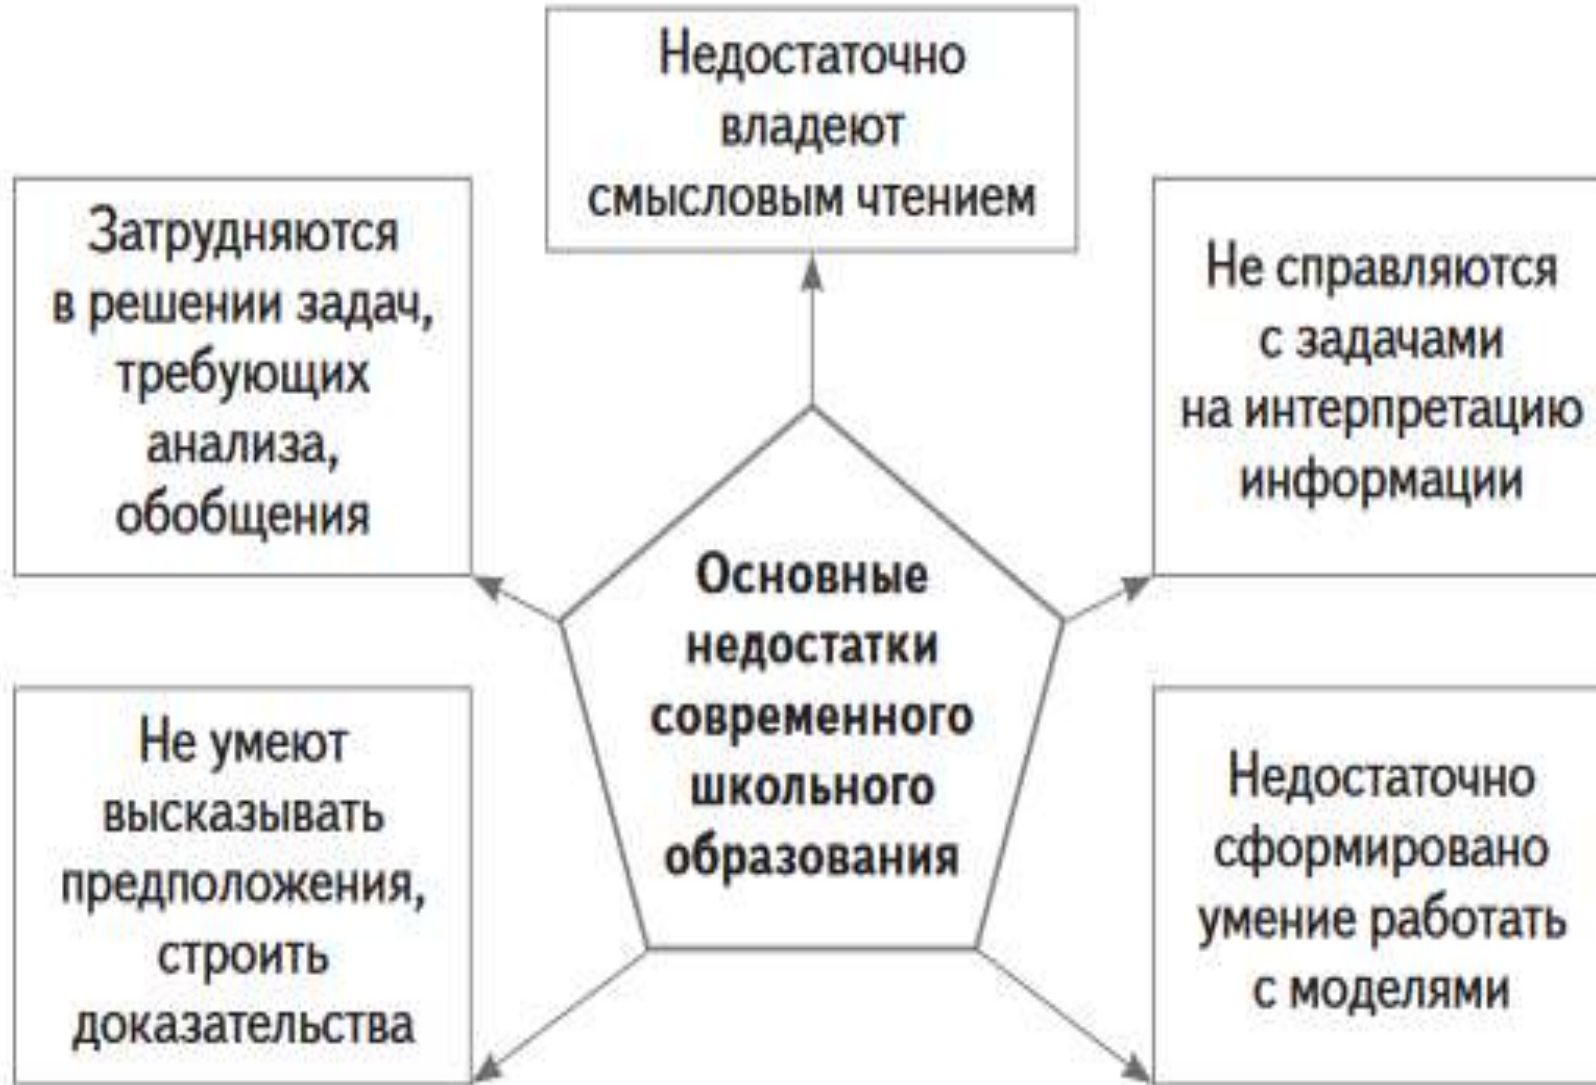 Недостаточно
владеют
смысловым чтением
Затрудняются
в решении задач,
требующих
анализа,
обобщения
Не справляются
с задачами
на интерпретацию
информации
Основные
недостатки
современного
школьного
образования
Не умеют
высказывать
предположения,
строить
доказательства
Недостаточно
сформировано
умение работать
с моделями